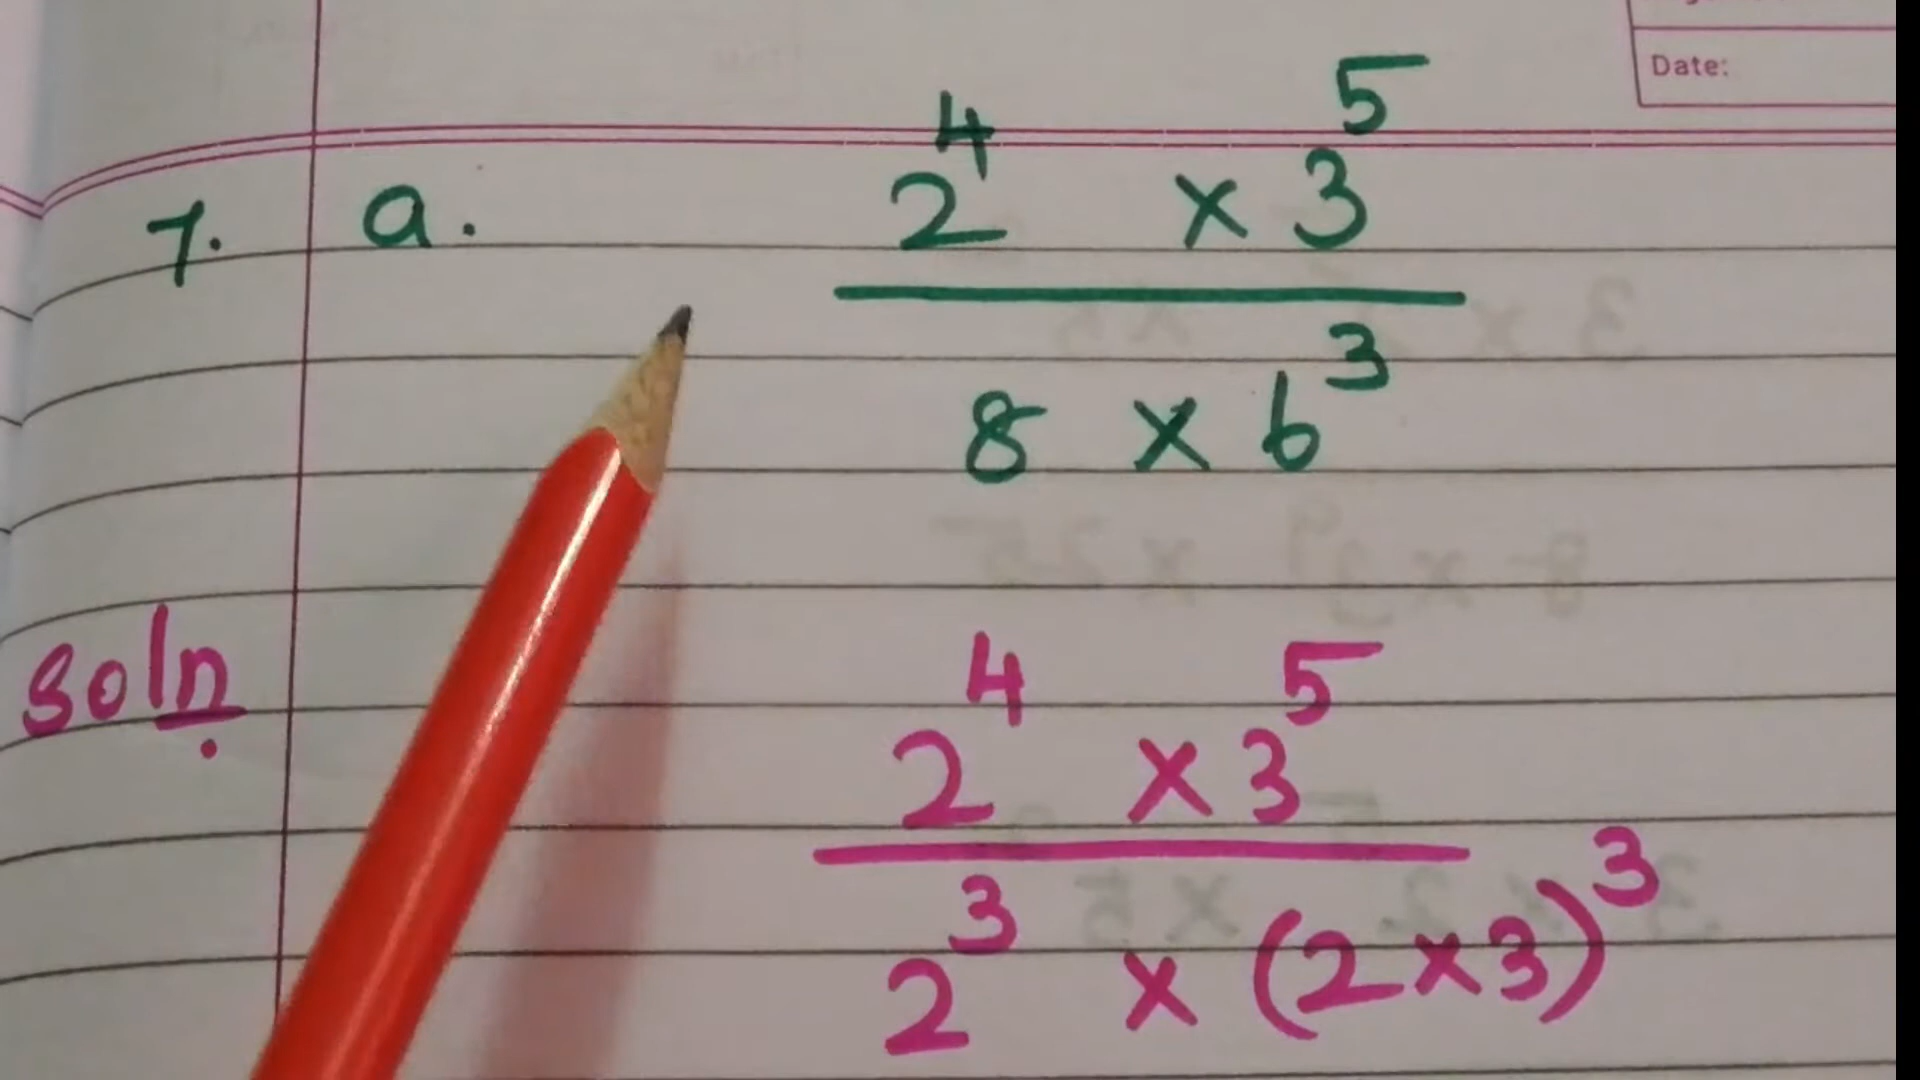 Date:
7. a. 2⁴ × 3⁵
8 × 6³
Soln.
2⁴ × 3⁵
2³ × (2×3)³